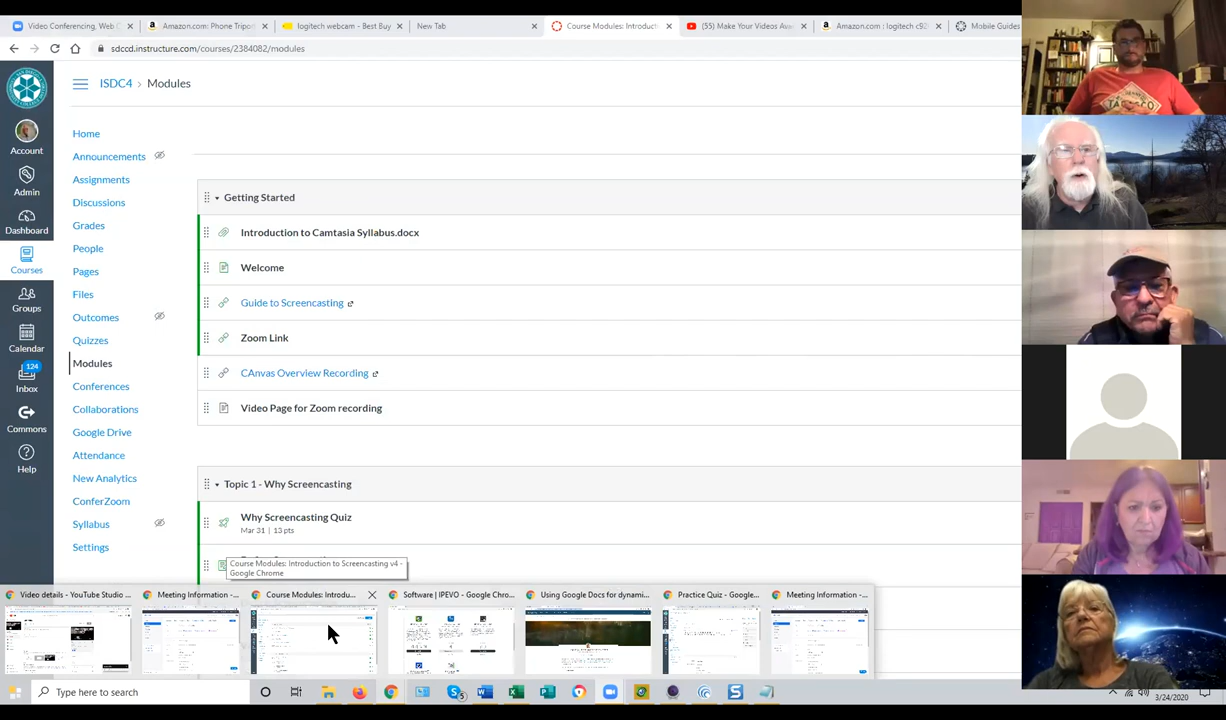 Video Conferencing, Web C
Amazon.com: Phone Tripo
logitech webcam - Best Buy
New Tab
Course Modules: Introduct
(55) Make Your Videos Av
Amazon.com : logitech c92
Mobile Guides
sdccd.instructure.com/courses/2384082/modules
ISDC4 › Modules
Account
Admin
Dashboard
Courses
Groups
Calendar
124
Inbox
Commons
Help
Home
Announcements
Assignments
Discussions
Grades
People
Pages
Files
Outcomes
Quizzes
Modules
Conferences
Collaborations
Google Drive
Attendance
New Analytics
ConferZoom
Syllabus
Settings
Getting Started
Introduction to Camtasia Syllabus.docx
Welcome
Guide to Screencasting
Zoom Link
CAnvas Overview Recording
Video Page for Zoom recording
Topic 1 - Why Screencasting
Why Screencasting Quiz
Mar 31 | 13 pts
Course Modules: Introduction to Screencasting v4 -
Google Chrome
Video details - YouTube Studio ...
Meeting Information -...
Course Modules: Introdu...
Software | IPEVO - Google Chro...
Using Google Docs for dynami...
Practice Quiz - Google...
Meeting Information -...
Type here to search
5
3/24/2020
TABASCO